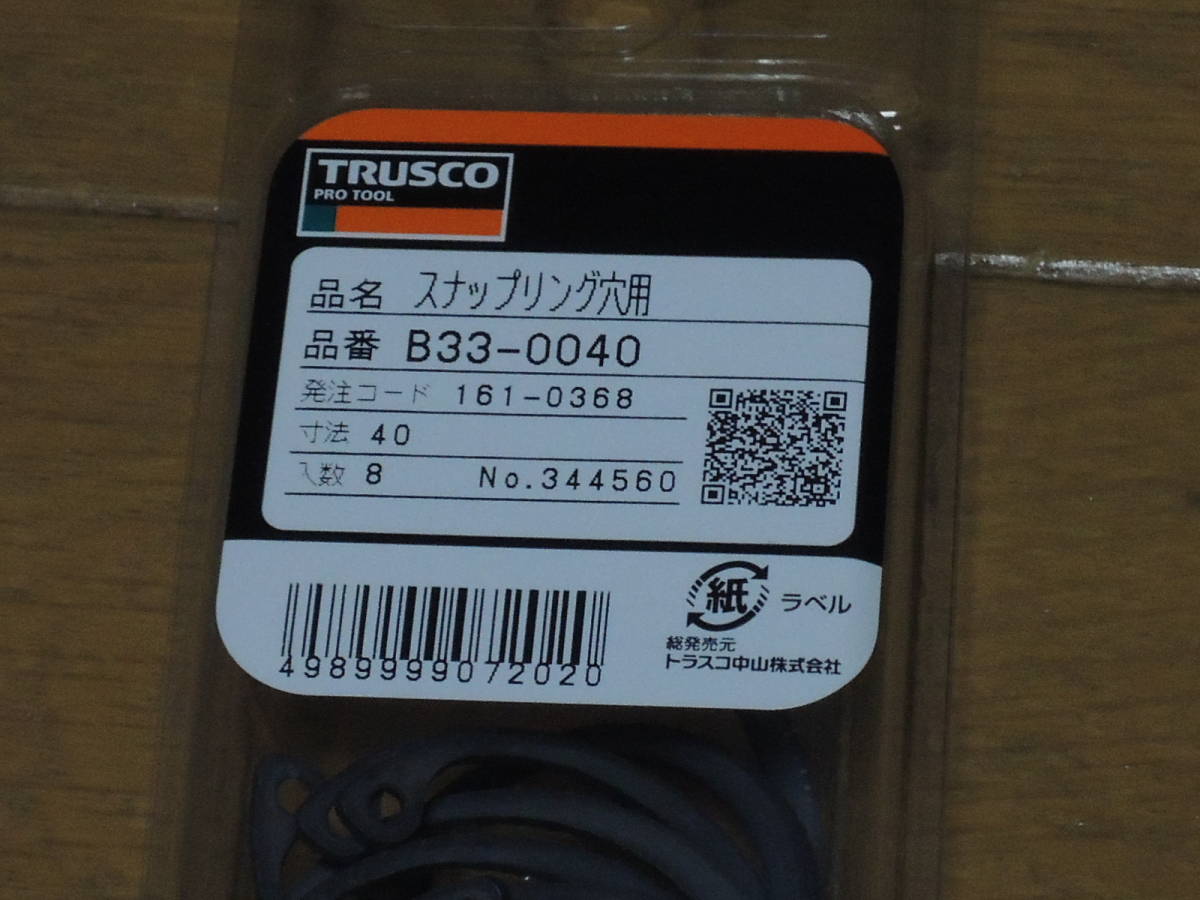 TRUSCO
PRO TOOL
品名 スナップリング穴用
品番 B33-0040
発注コード 161-0368
寸法 40
入数 8 No.344560
紙 ラベル
総発売元
トラスコ中山株式会社
4989999072020